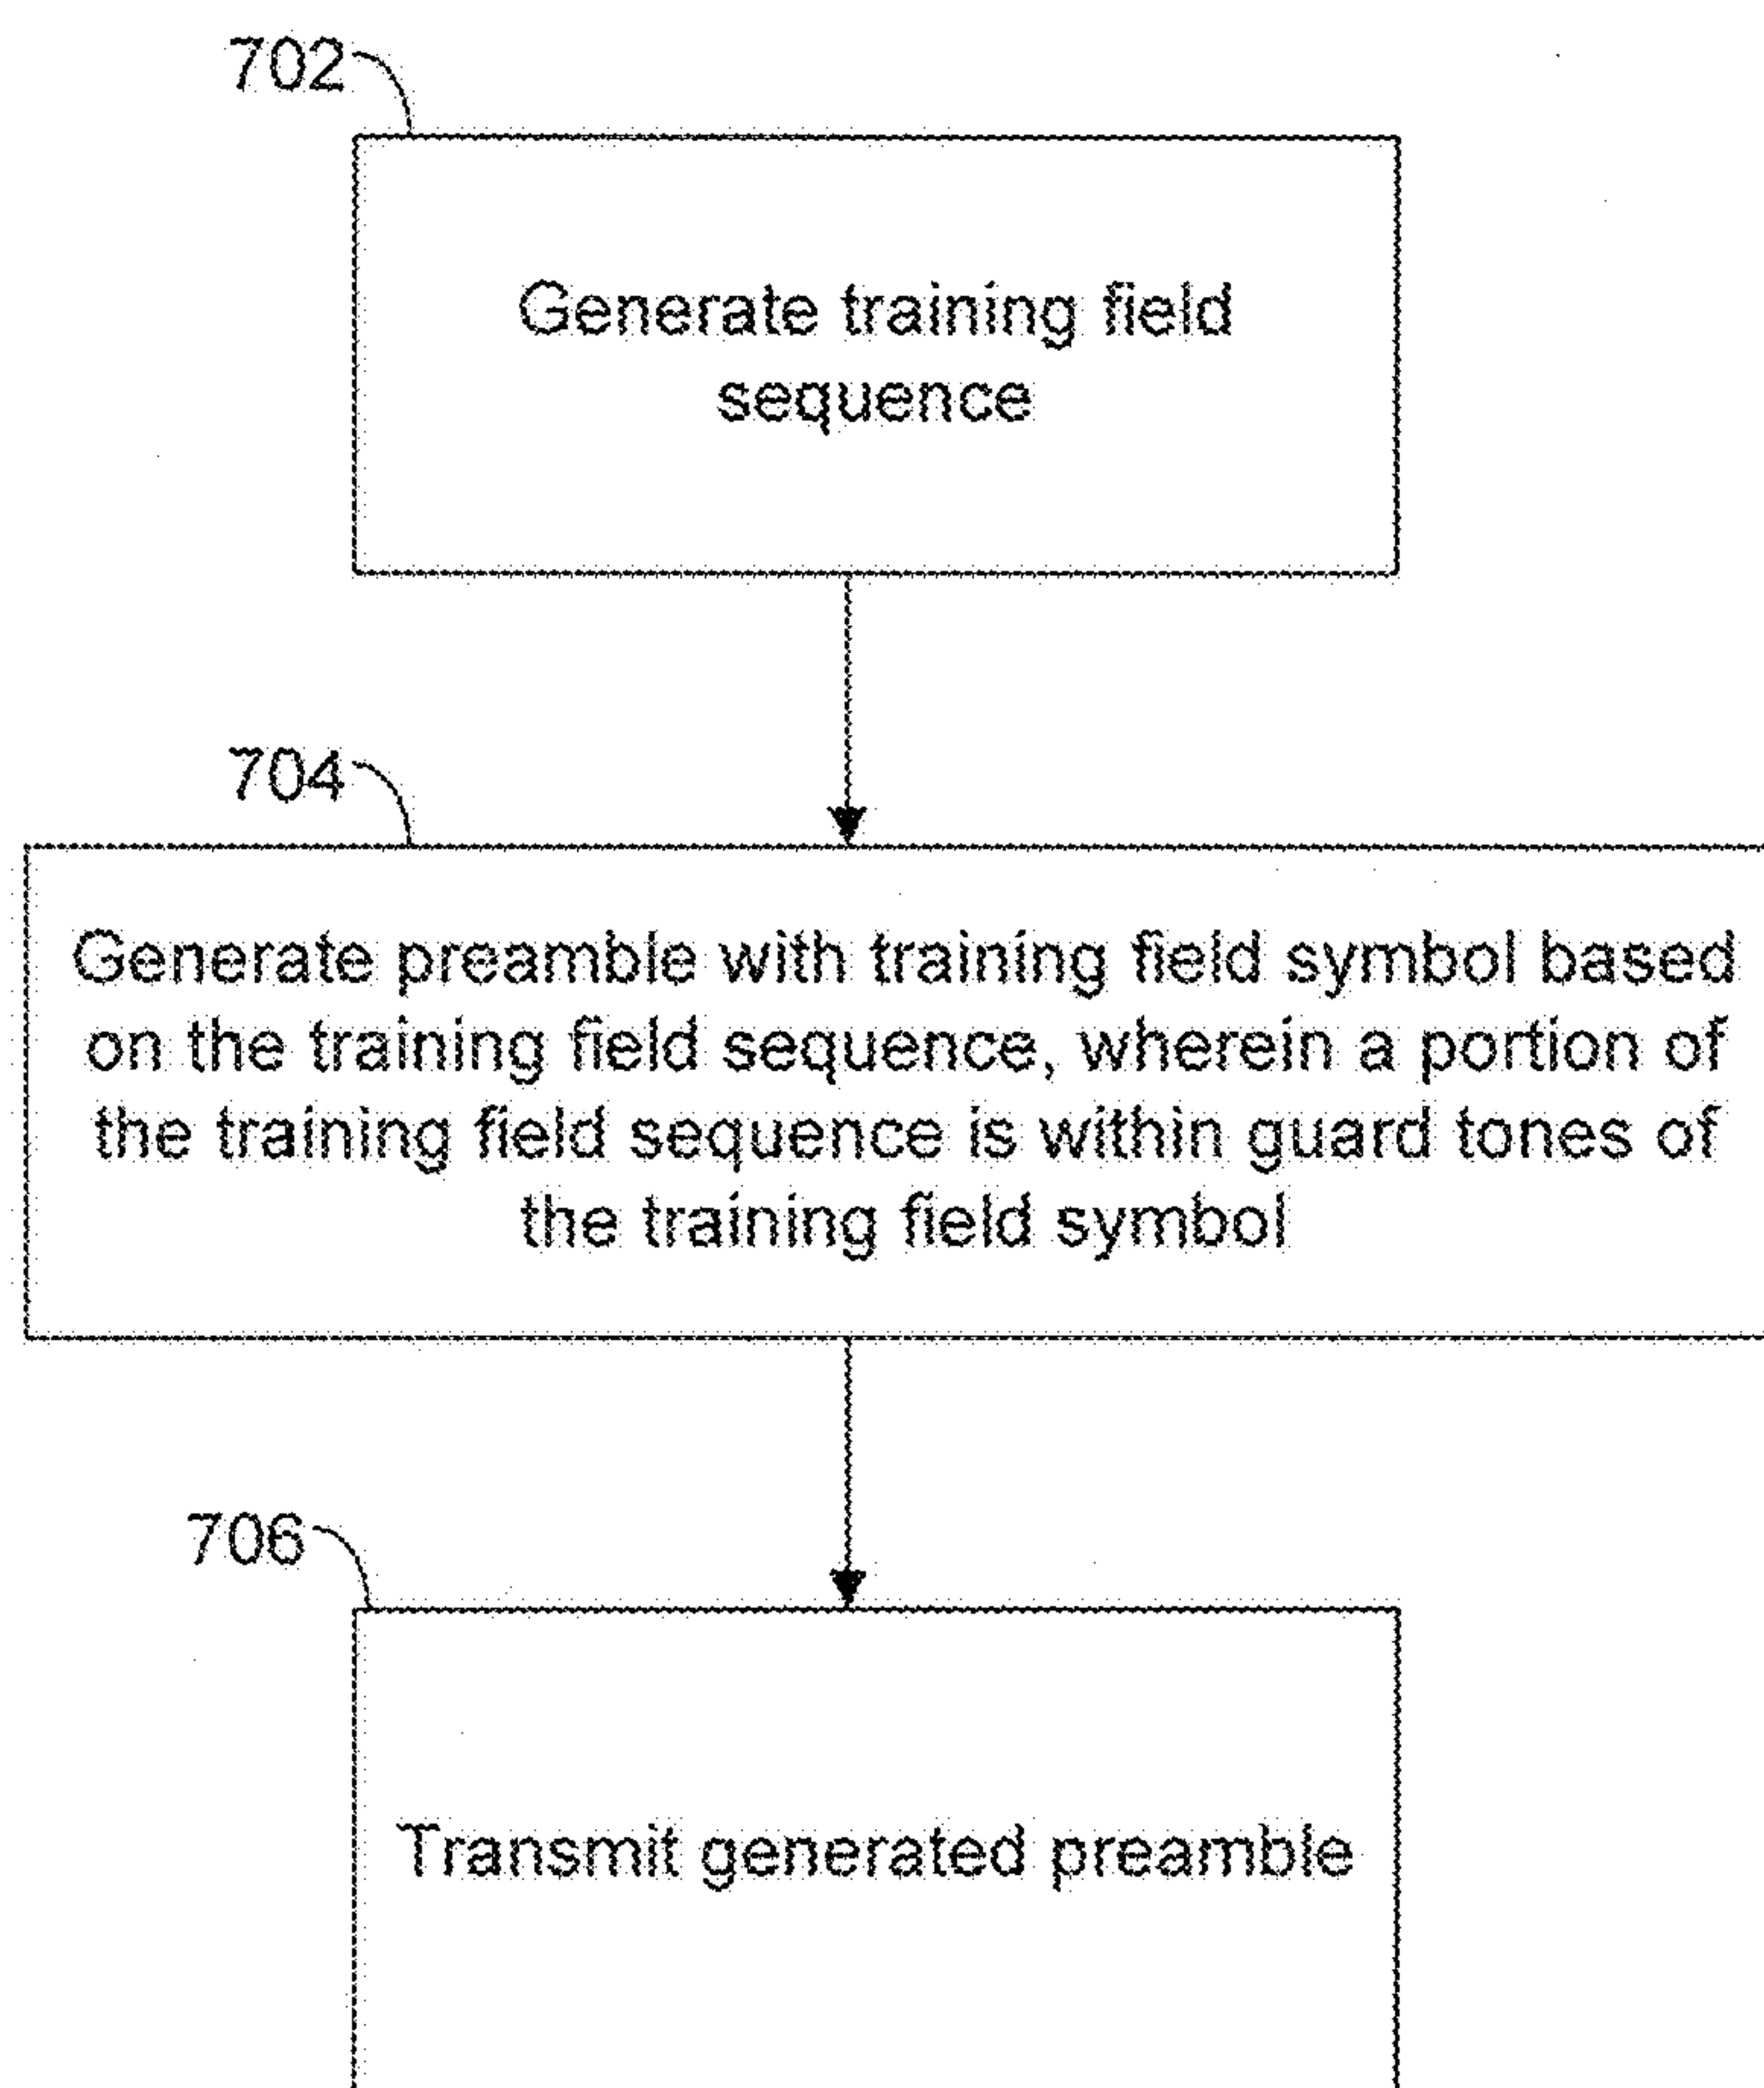 702
Generate training field
sequence
704
Generate preamble with training field symbol based
on the training field sequence, wherein a portion of
the training field sequence is within guard tones of
the training field symbol
706
Transmit generated preamble